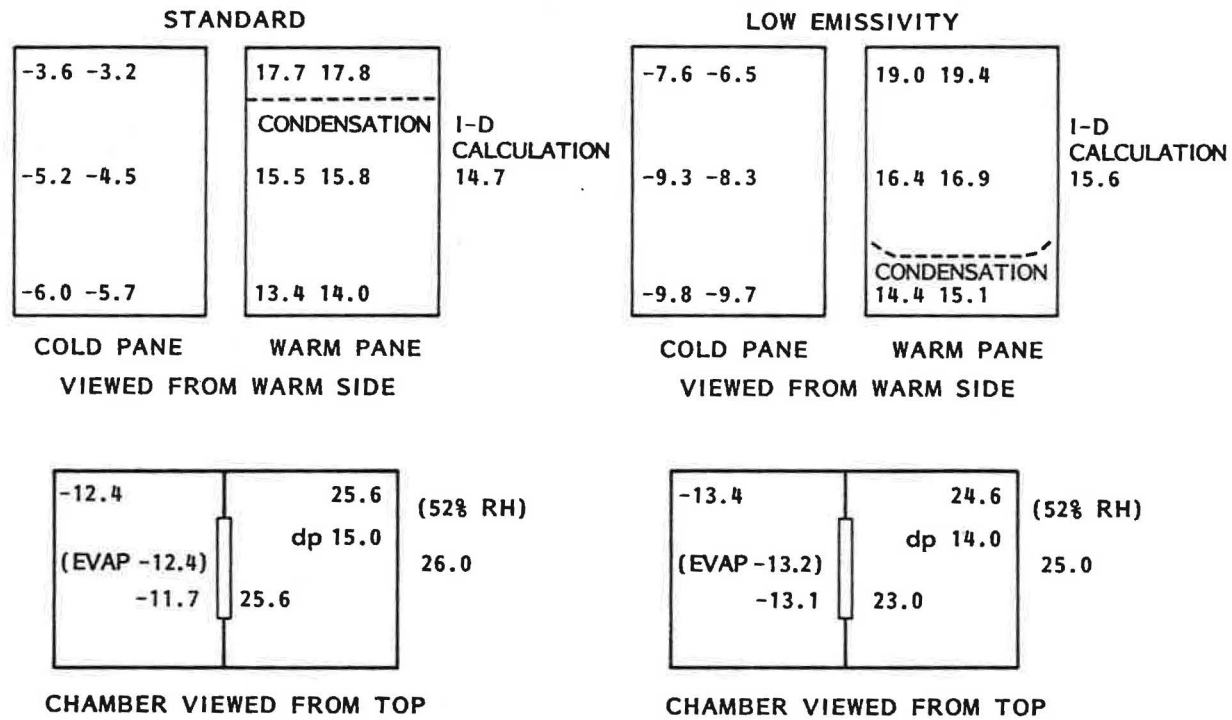 STANDARD
-3.6 -3.2
-5.2 -4.5
-6.0 -5.7
COLD PANE
17.7 17.8
CONDENSATION
15.5 15.8
13.4 14.0
WARM PANE
I-D
CALCULATION
14.7
VIEWED FROM WARM SIDE
LOW EMISSIVITY
-7.6 -6.5
-9.3 -8.3
-9.8 -9.7
COLD PANE
19.0 19.4
16.4 16.9
CONDENSATION
14.4 15.1
WARM PANE
I-D
CALCULATION
15.6
VIEWED FROM WARM SIDE
-12.4
(EVAP -12.4)
-11.7
25.6
dp 15.0
25.6
(52% RH)
26.0
CHAMBER VIEWED FROM TOP
-13.4
(EVAP -13.2)
-13.1
24.6
dp 14.0
23.0
(52% RH)
25.0
CHAMBER VIEWED FROM TOP